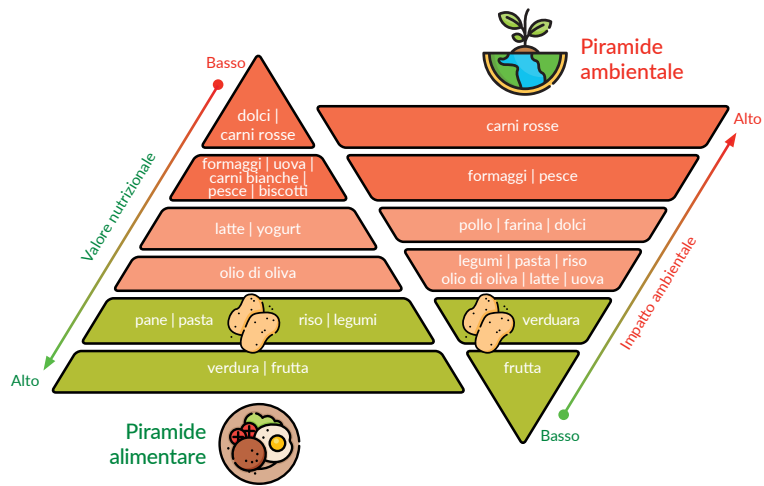 Piramide
ambientale
Basso
dolci |
carni rosse
formaggi | uova |
carni bianche |
pesce | biscotti
latte | yogurt
olio di oliva
pane | pasta
riso | legumi
verdura | frutta
Valore nutrizionale
Alto
Piramide
alimentare
Alto
carni rosse
formaggi | pesce
pollo | farina | dolci
legumi | pasta | riso
olio di oliva | latte | uova
verduara
frutta
Impatto ambientale
Basso